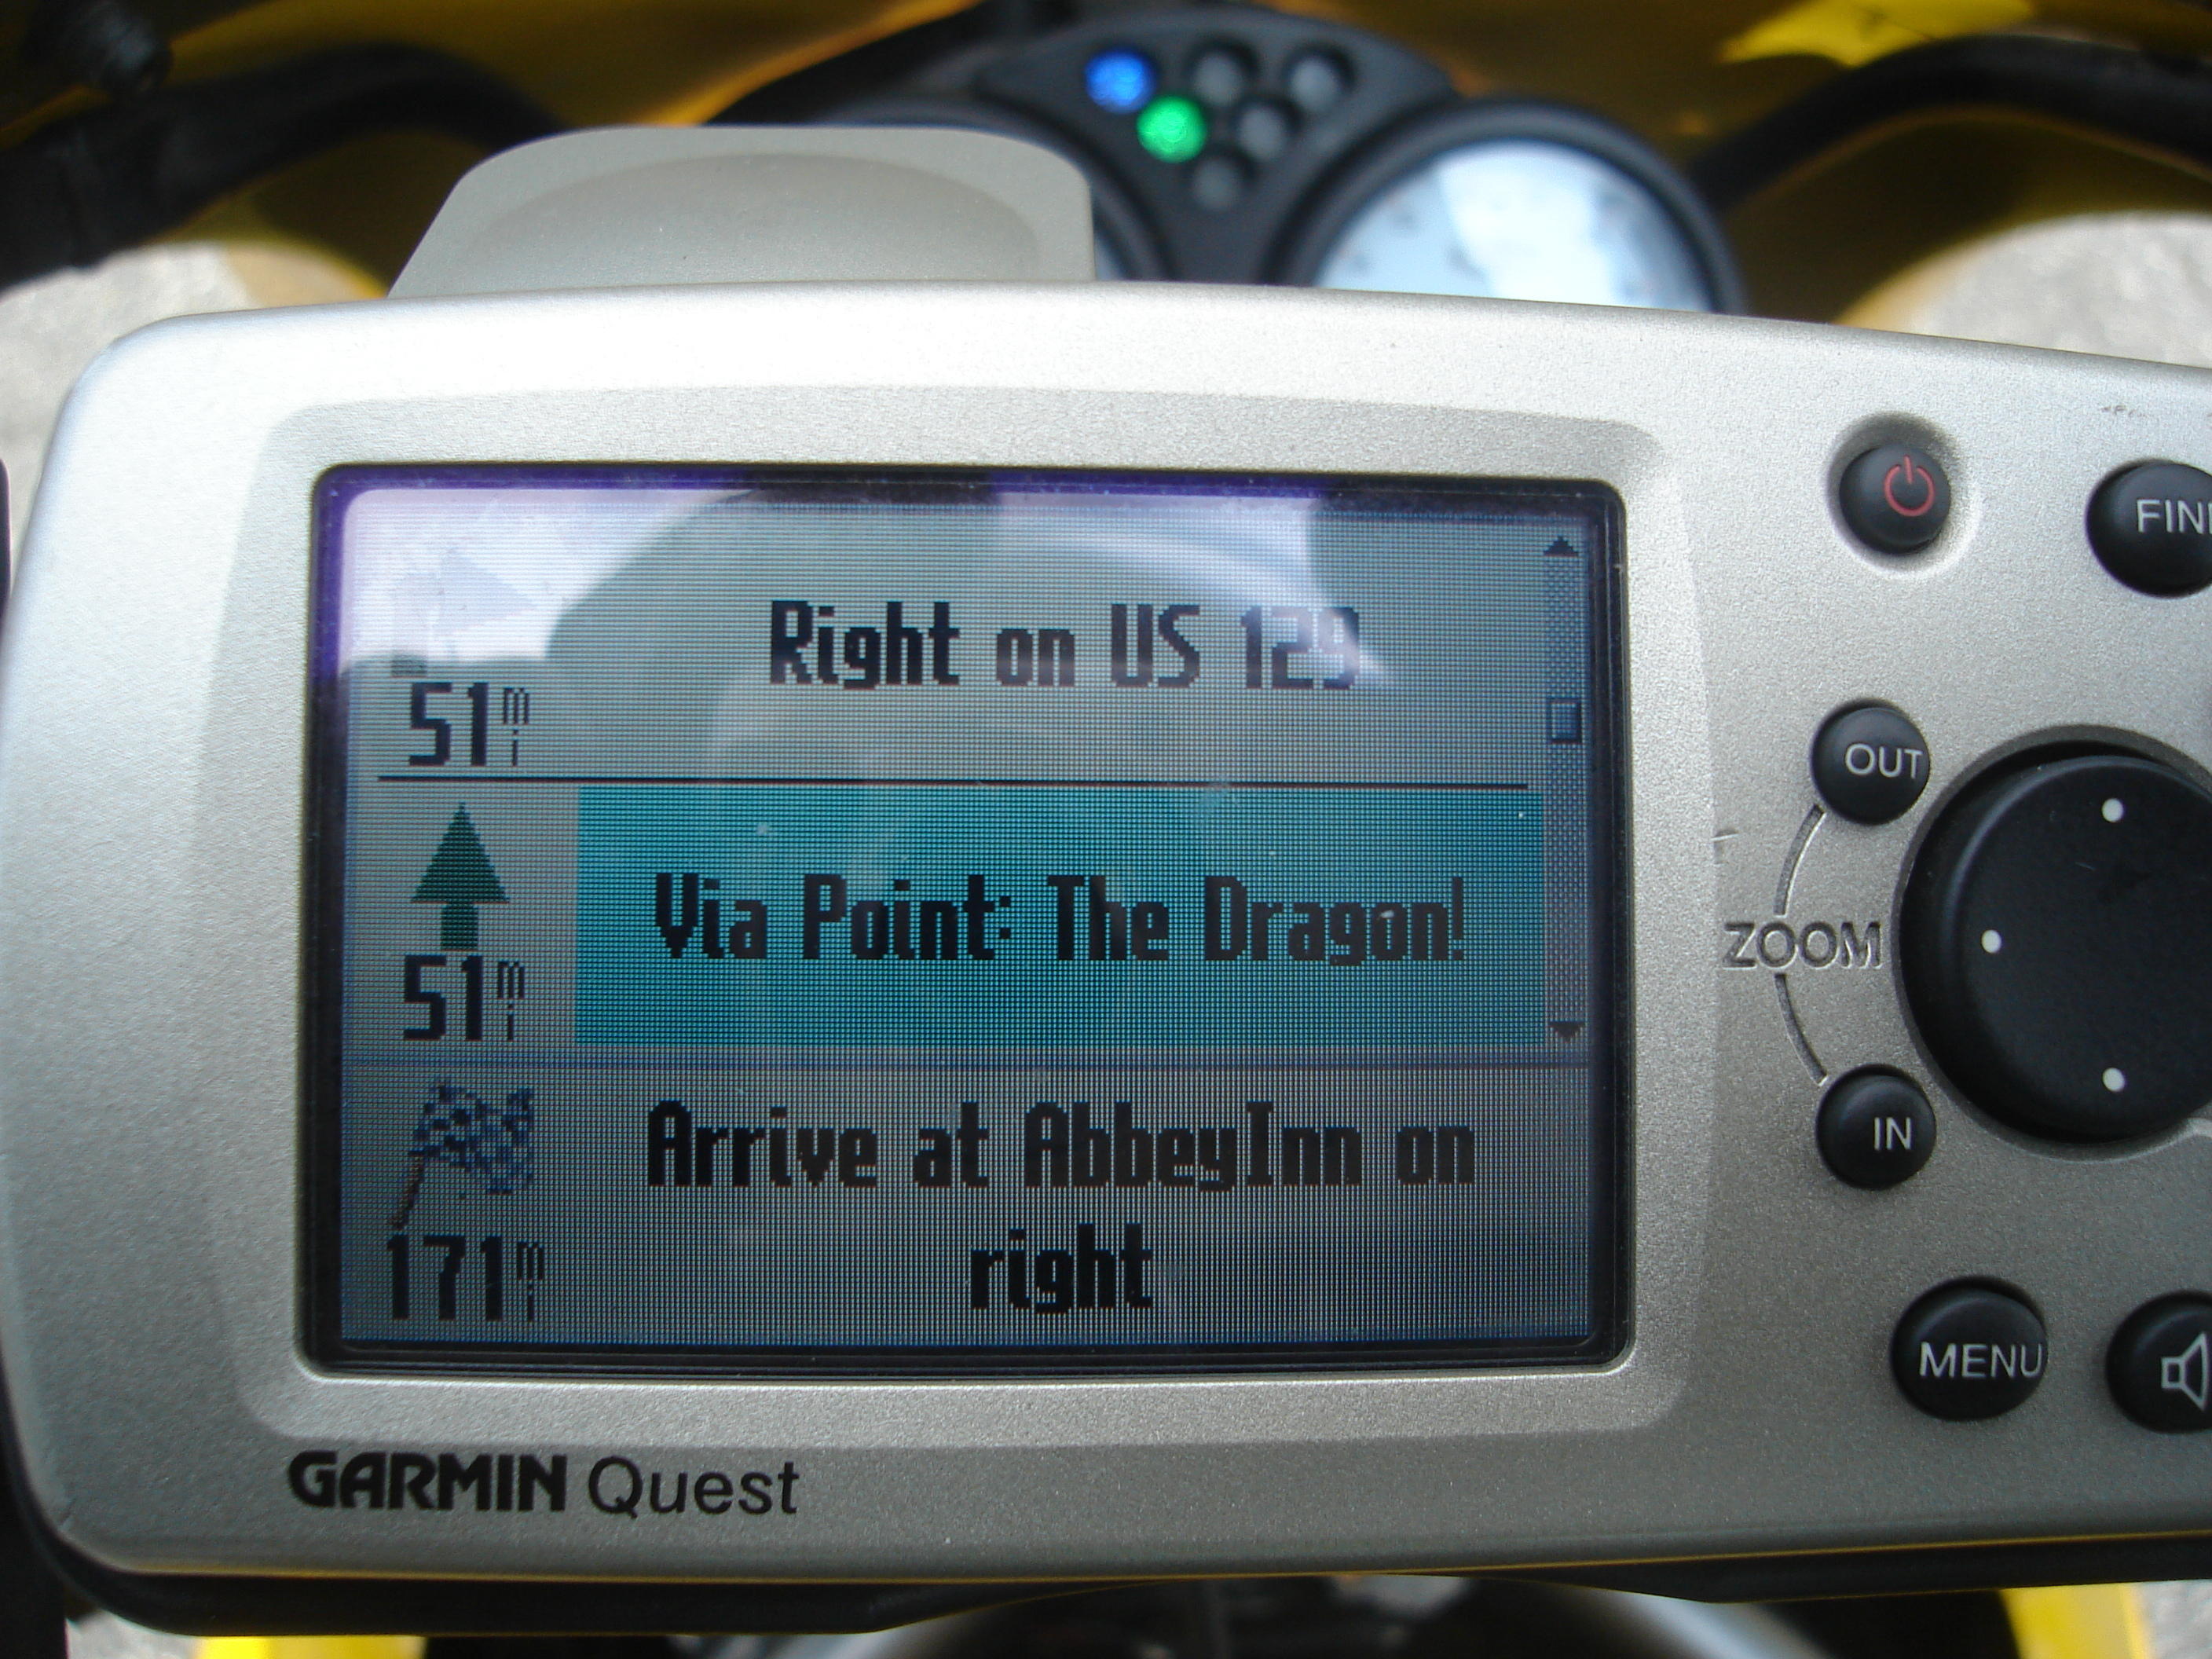 Right on US 129
51 mi
Via Point: The Dragon!
51 mi
Arrive at AbbeyInn on
right
171 mi
GARMIN Quest
OUT
ZOOM
IN
MENU